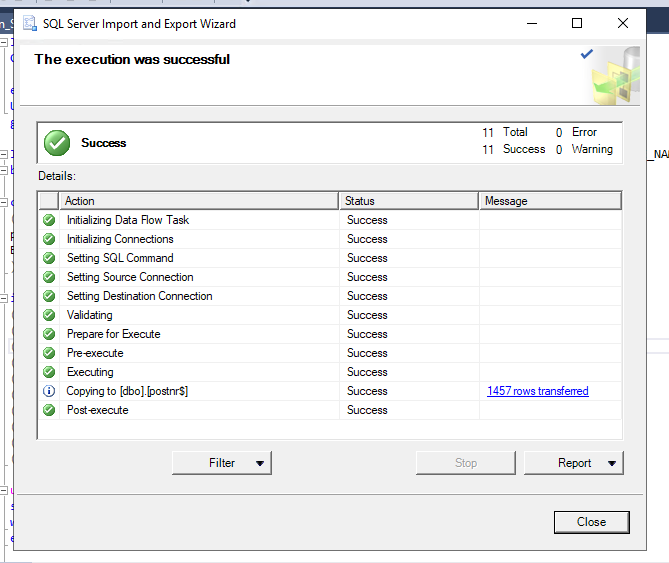 SQL Server Import and Export Wizard
The execution was successful
Success
11 Total 0 Error
11 Success 0 Warning
Details:
Action Status Message
Initializing Data Flow Task Success
Initializing Connections Success
Setting SQL Command Success
Setting Source Connection Success
Setting Destination Connection Success
Validating Success
Prepare for Execute Success
Pre-execute Success
Executing Success
Copying to [dbo].[postnr$] Success 1457 rows transferred
Post-execute Success
Filter Stop Report
Close